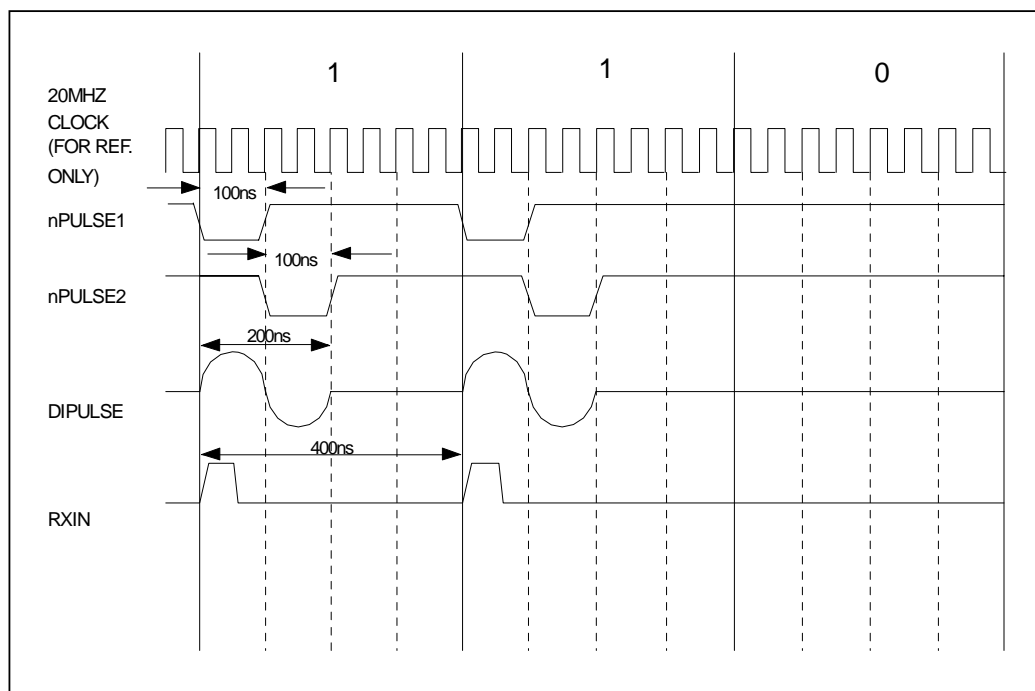 1 1 0
20MHZ
CLOCK
(FOR REF.
ONLY)
100ns
nPULSE1
100ns
nPULSE2
200ns
DIPULSE
400ns
RXIN